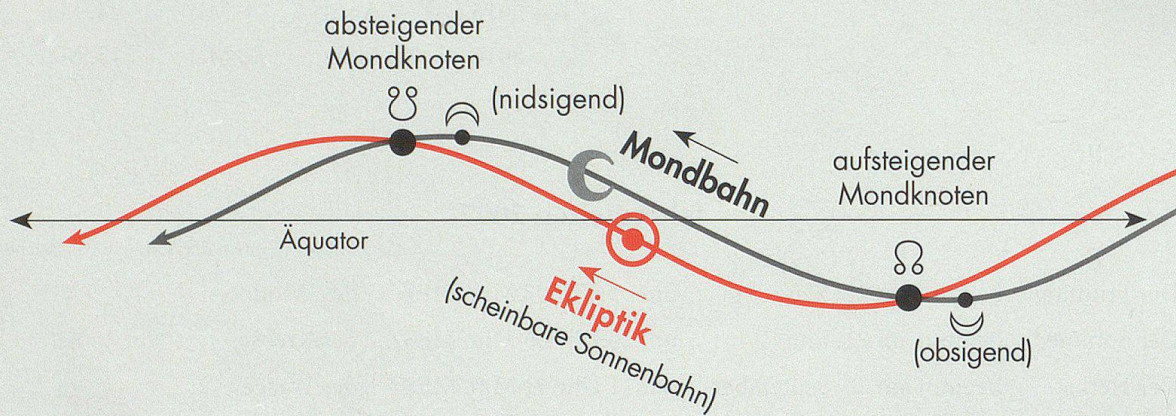 absteigender
Mondknoten
(nidsigend)
Mondbahn
aufsteigender
Mondknoten
Äquator
Ekliptik
(scheinbare Sonnenbahn)
(obsigend)